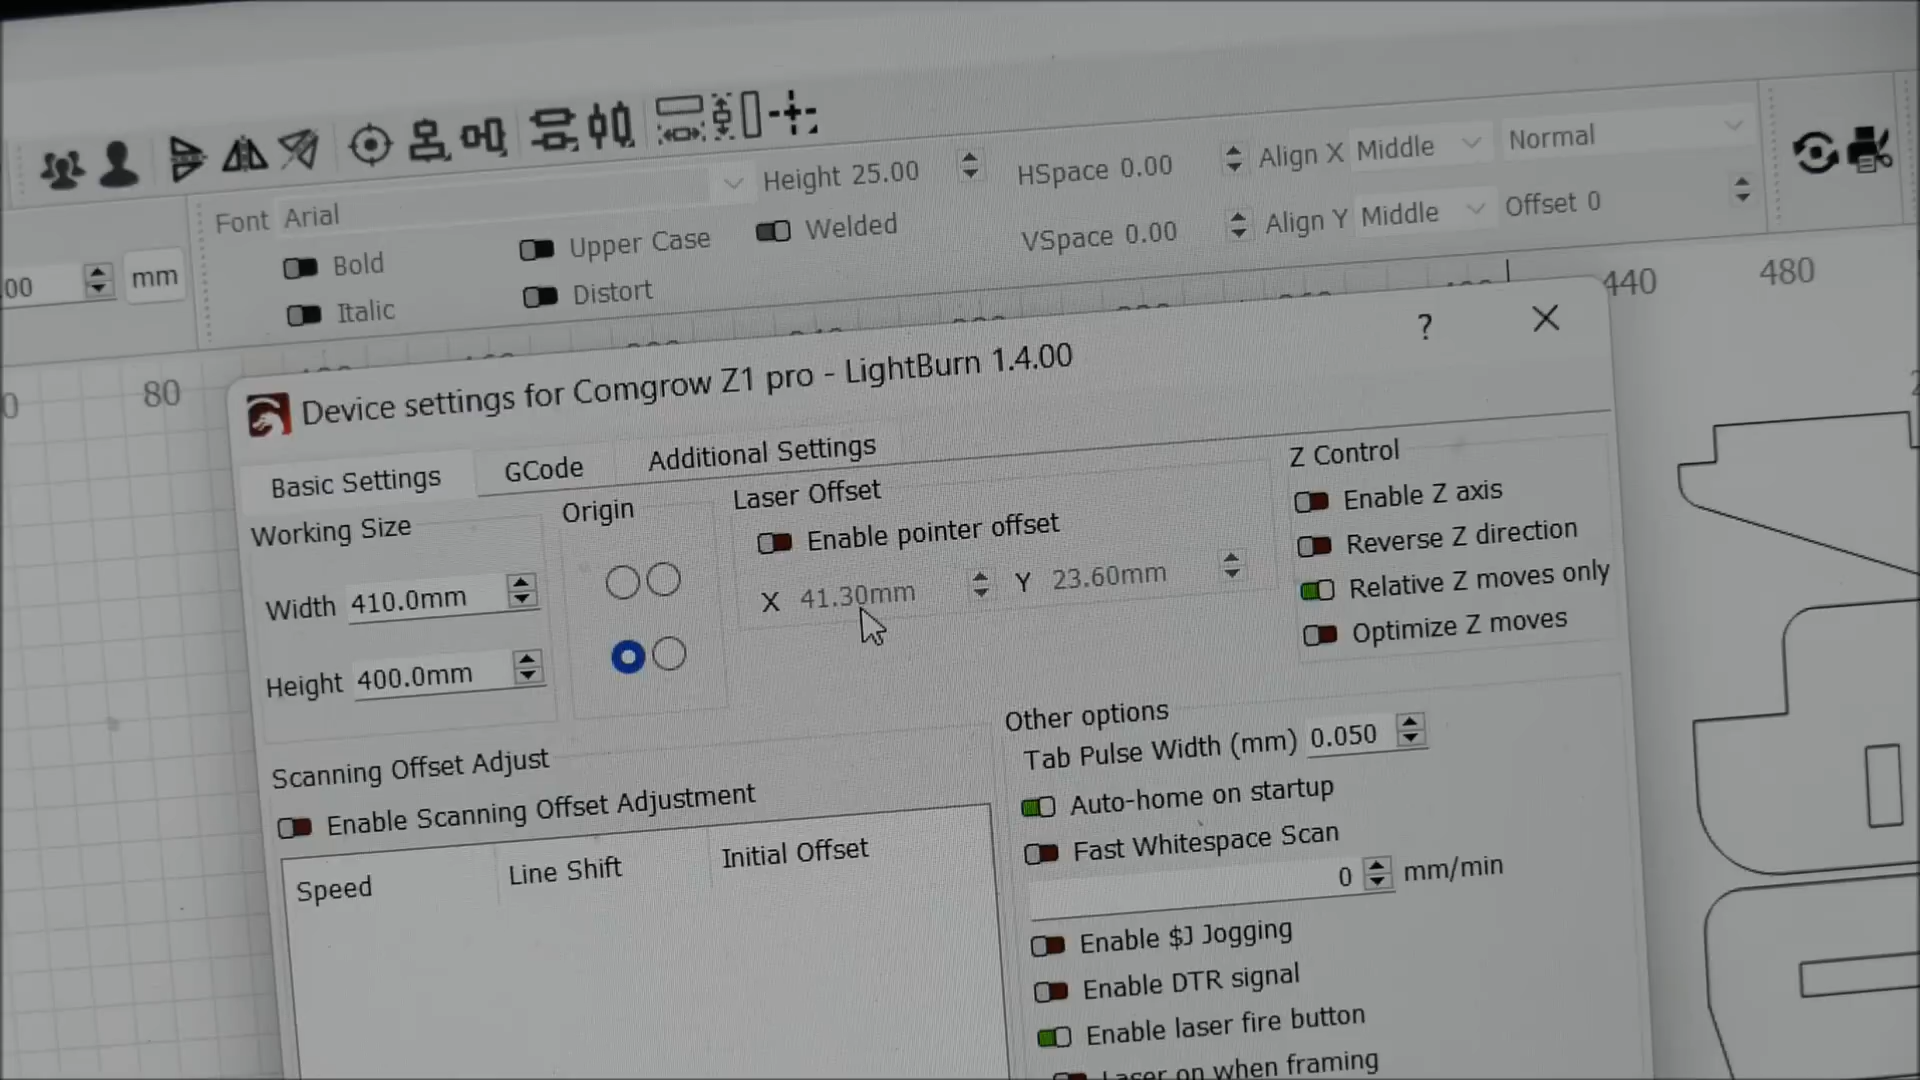 Height 25.00
HSpace 0.00
Align X Middle
Normal
Font Arial
Bold
Upper Case
Welded
VSpace 0.00
Align Y Middle
Offset 0
00
mm
Italic
Distort
440
480
80
Device settings for Comgrow Z1 pro - LightBurn 1.4.00
?
Basic Settings
GCode
Additional Settings
Working Size
Origin
Laser Offset
Z Control
Enable pointer offset
Enable Z axis
Reverse Z direction
Width 410.0mm
X 41.30mm
Y 23.60mm
Relative Z moves only
Optimize Z moves
Height 400.0mm
Other options
Tab Pulse Width (mm) 0.050
Scanning Offset Adjust
Enable Scanning Offset Adjustment
Auto-home on startup
Fast Whitespace Scan
0 mm/min
Speed
Line Shift
Initial Offset
Enable $J Jogging
Enable DTR signal
Enable laser fire button
Laser on when framing